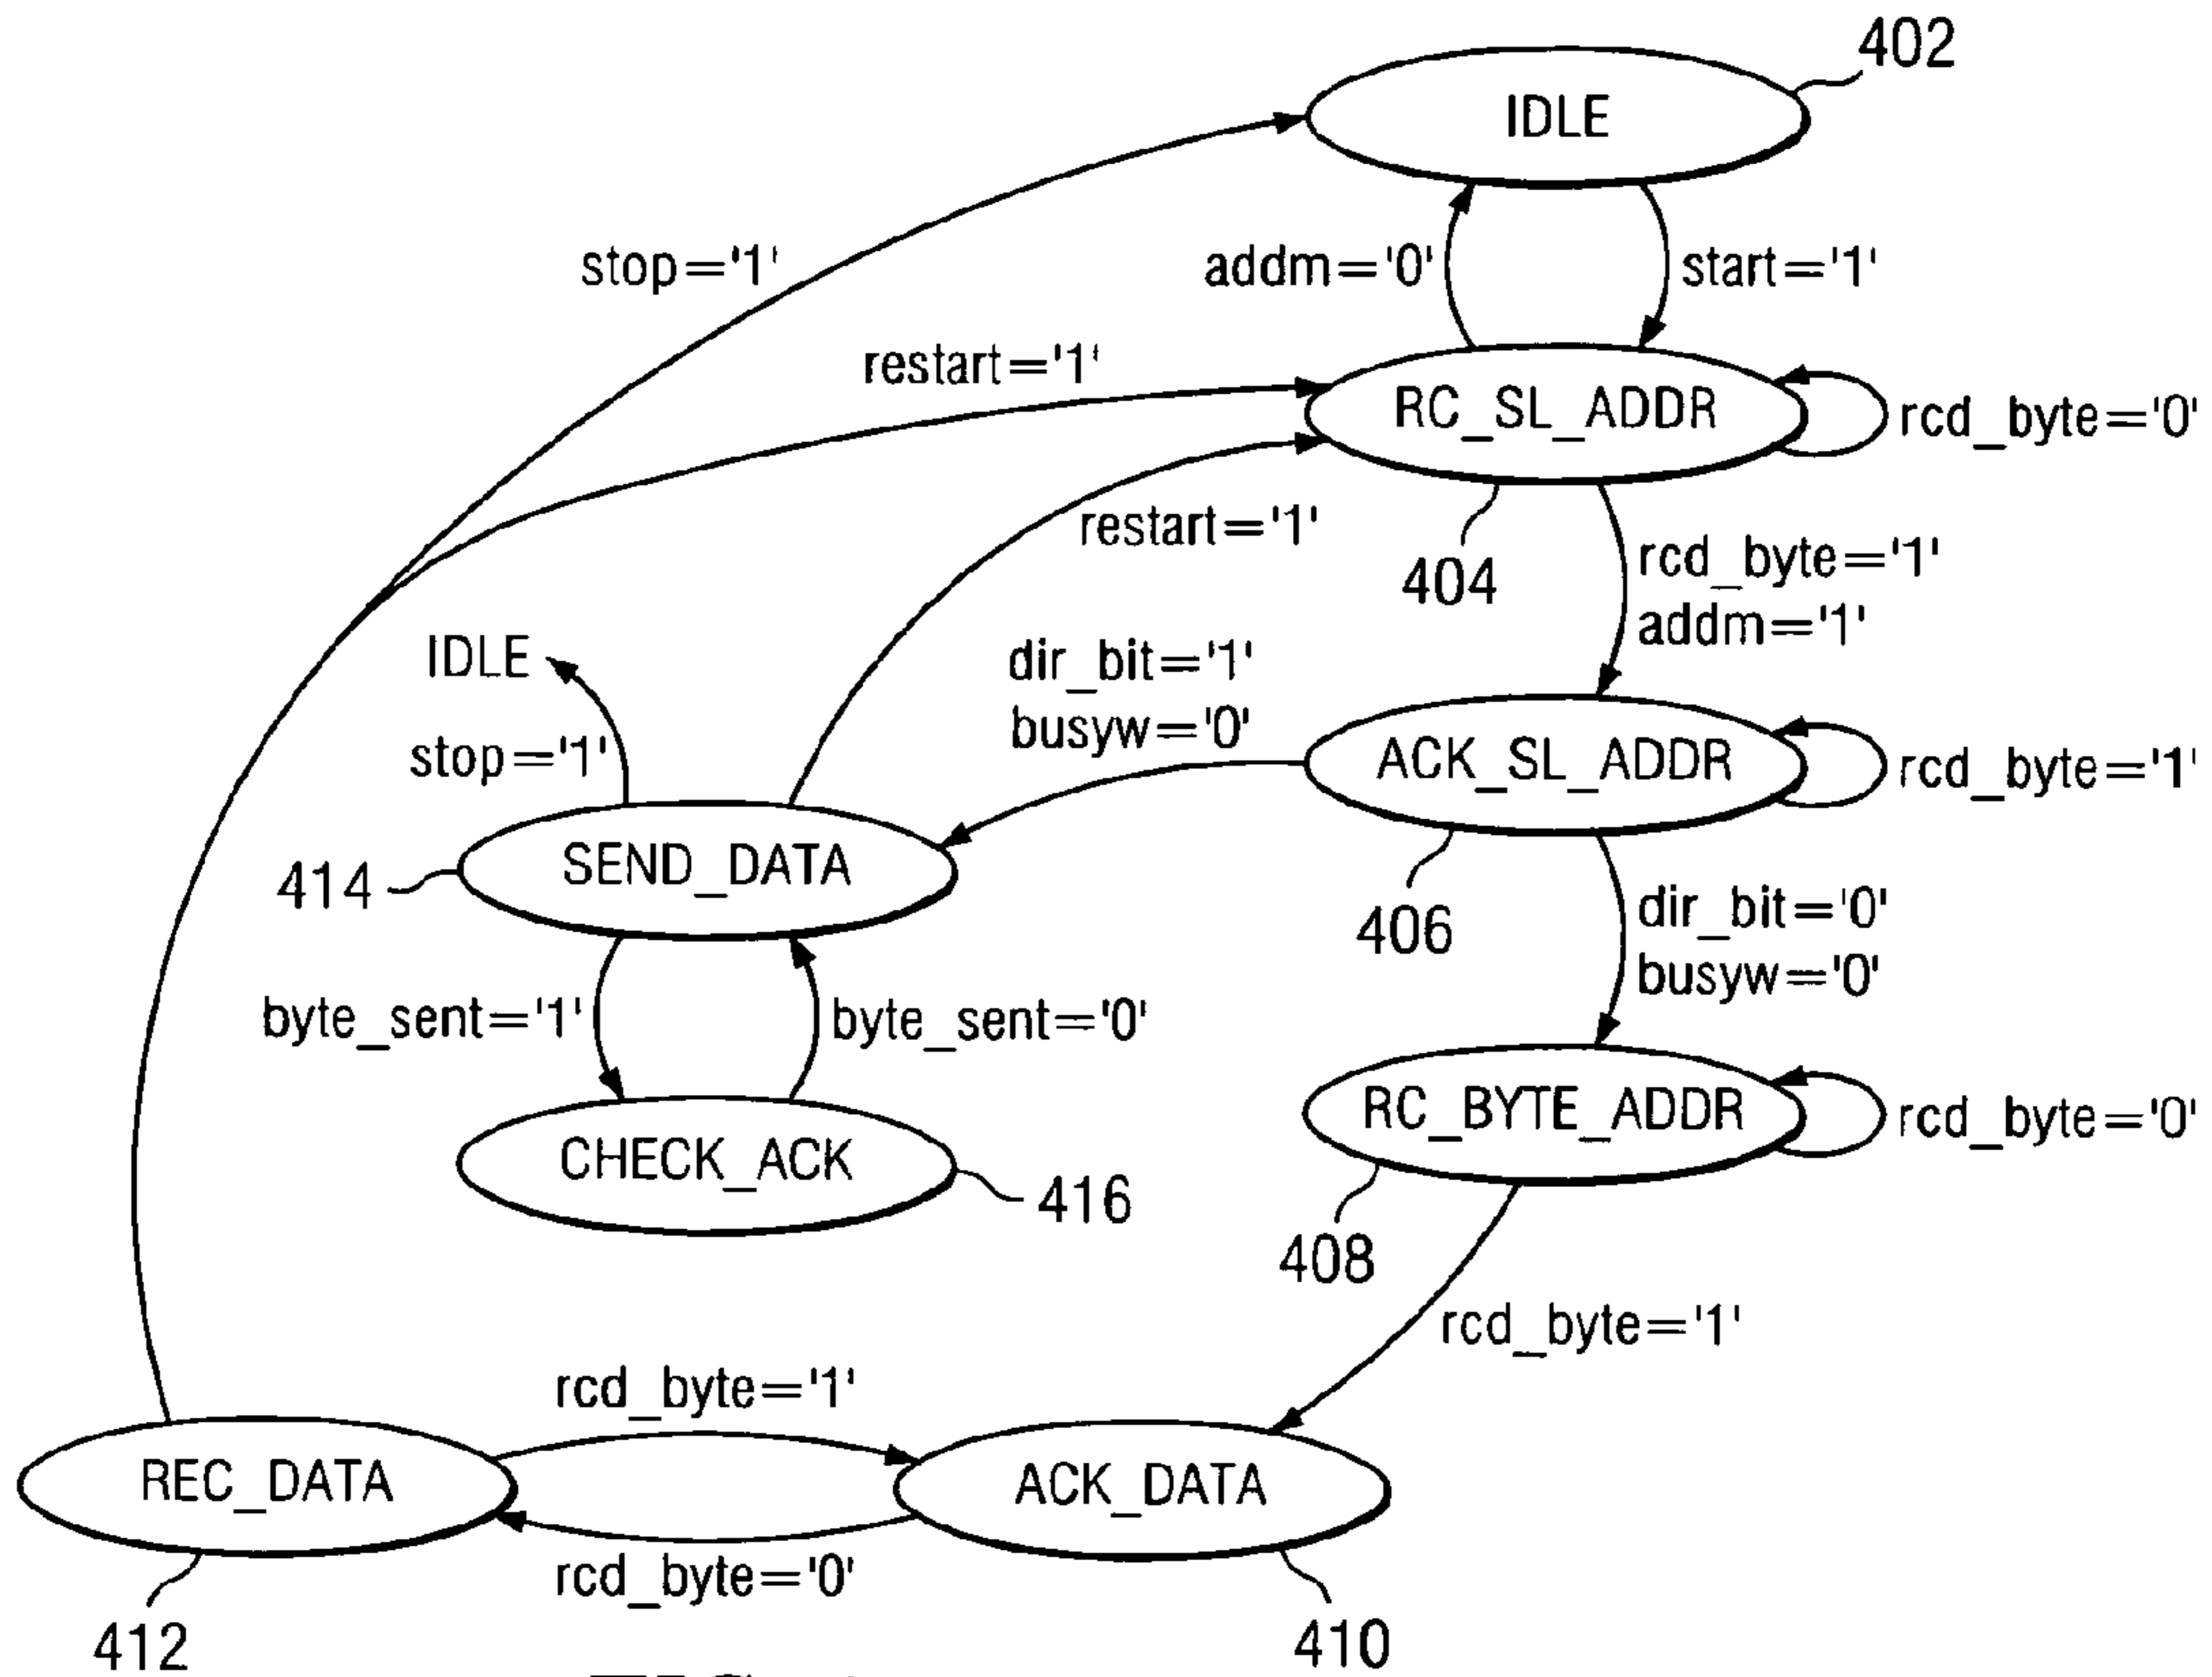 402
IDLE
stop='1'
addm='0'
start='1'
restart='1'
RC_SL_ADDR
rcd_byte='0'
restart='1'
404
rcd_byte='1'
addm='1'
IDLE
dir_bit='1'
busyw='0'
stop='1'
ACK_SL_ADDR
rcd_byte='1'
SEND_DATA
414
406
dir_bit='0'
busyw='0'
byte_sent='1'
byte_sent='0'
RC_BYTE_ADDR
rcd_byte='0'
CHECK_ACK
416
408
rcd_byte='1'
rcd_byte='1'
REC_DATA
ACK_DATA
rcd_byte='0'
412
410